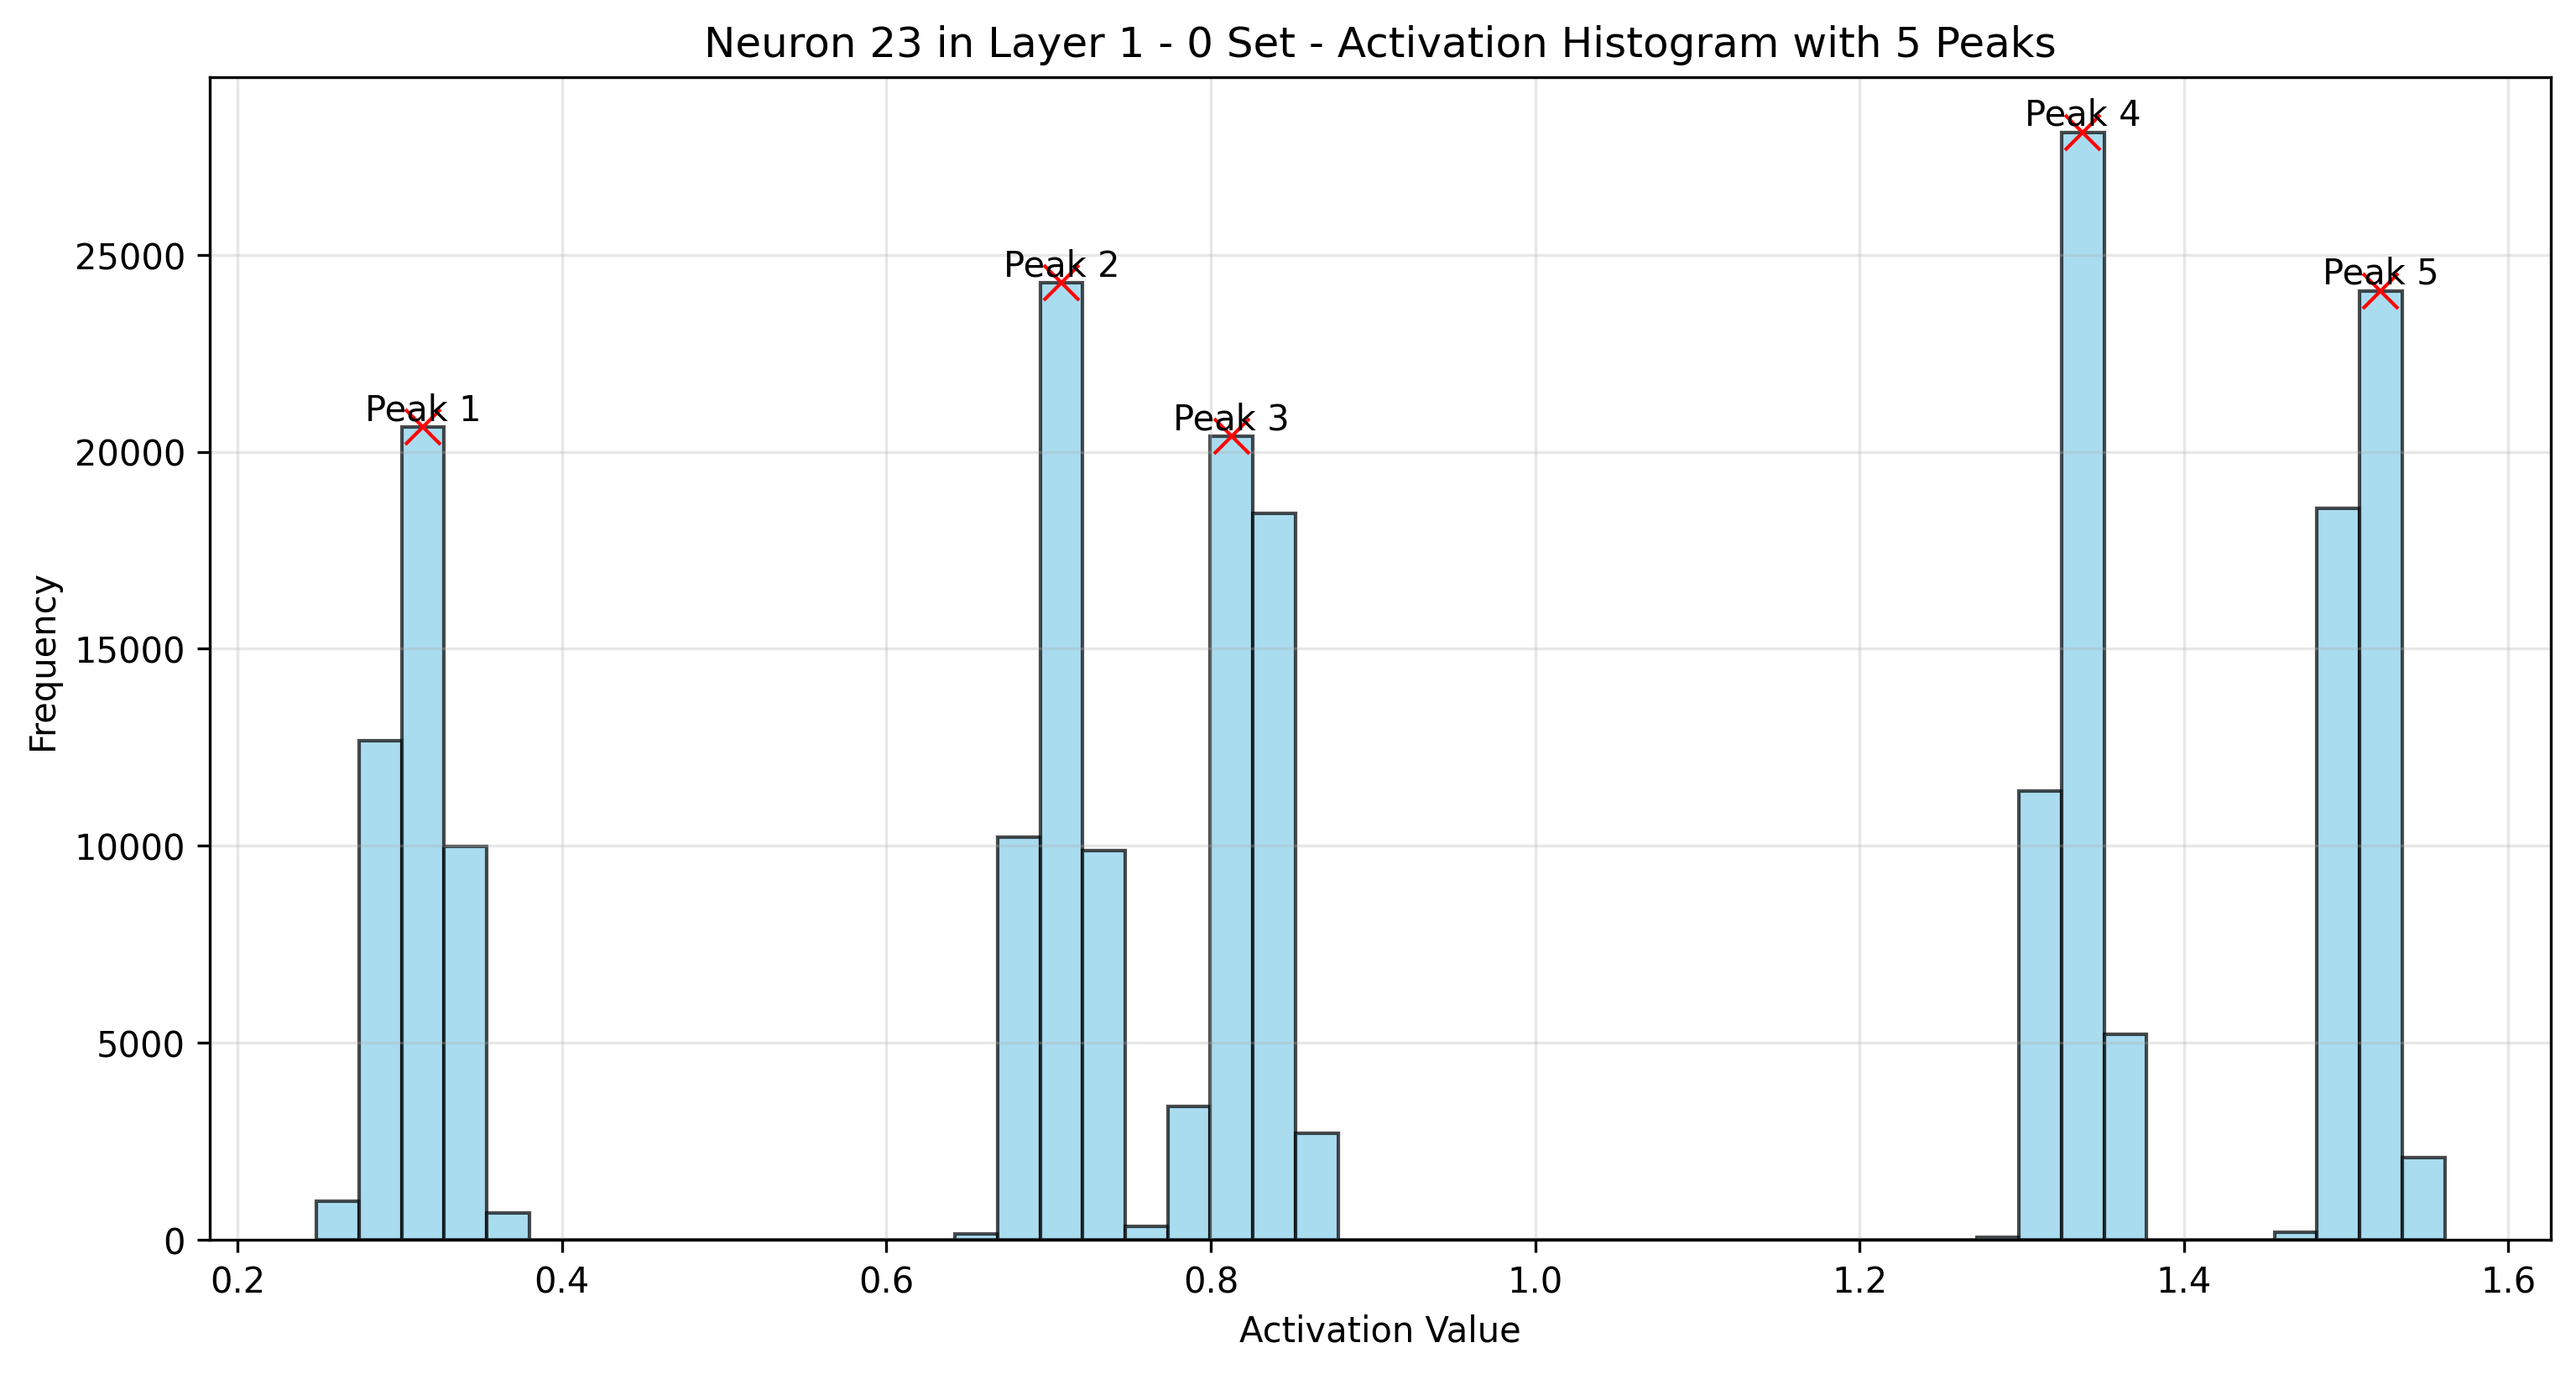 Neuron 23 in Layer 1 - 0 Set - Activation Histogram with 5 Peaks
Peak 4
Peak 2
Peak 5
Peak 1
Peak 3
Frequency
25000
20000
15000
10000
5000
0
0.2 0.4 0.6 0.8 1.0 1.2 1.4 1.6
Activation Value